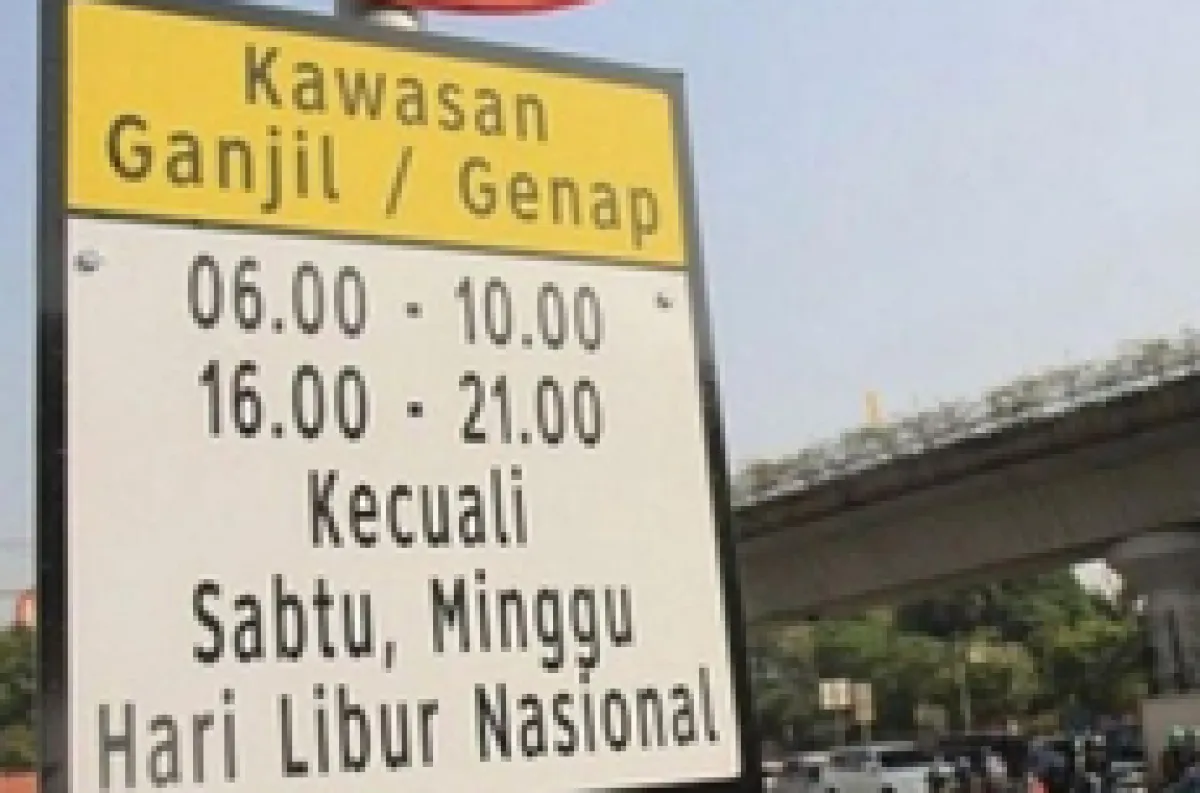 Kawasan
Ganjil / Genap
06.00 - 10.00
16.00 - 21.00
Kecuali
Sabtu, Minggu
Hari Libur Nasional